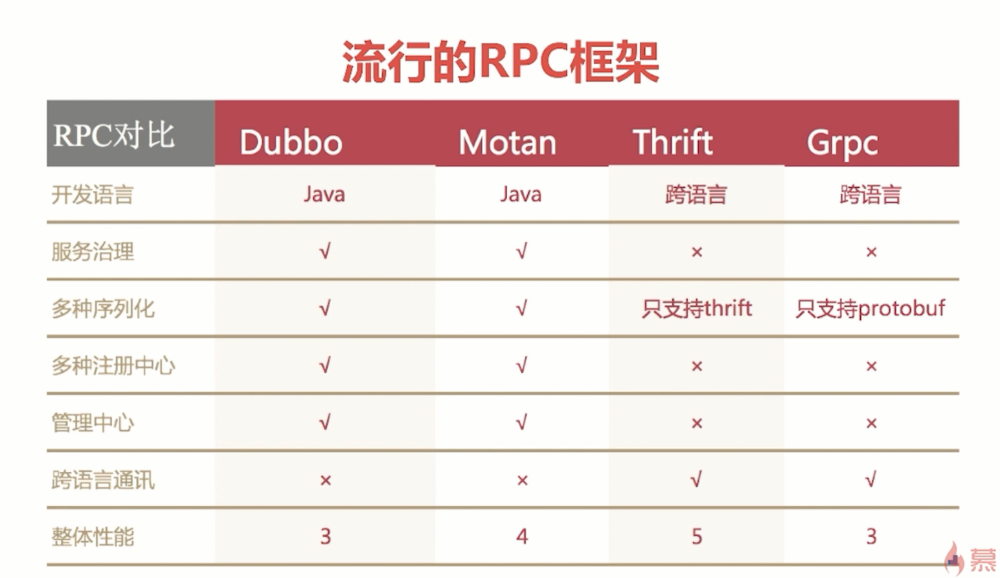 流行的RPC框架
RPC对比 Dubbo Motan Thrift Grpc
开发语言 Java Java 跨语言 跨语言
服务治理 √ √ × ×
多种序列化 √ √ 只支持thrift 只支持protobuf
多种注册中心 √ √ × ×
管理中心 √ √ × ×
跨语言通讯 × × √ √
整体性能 3 4 5 3
慕